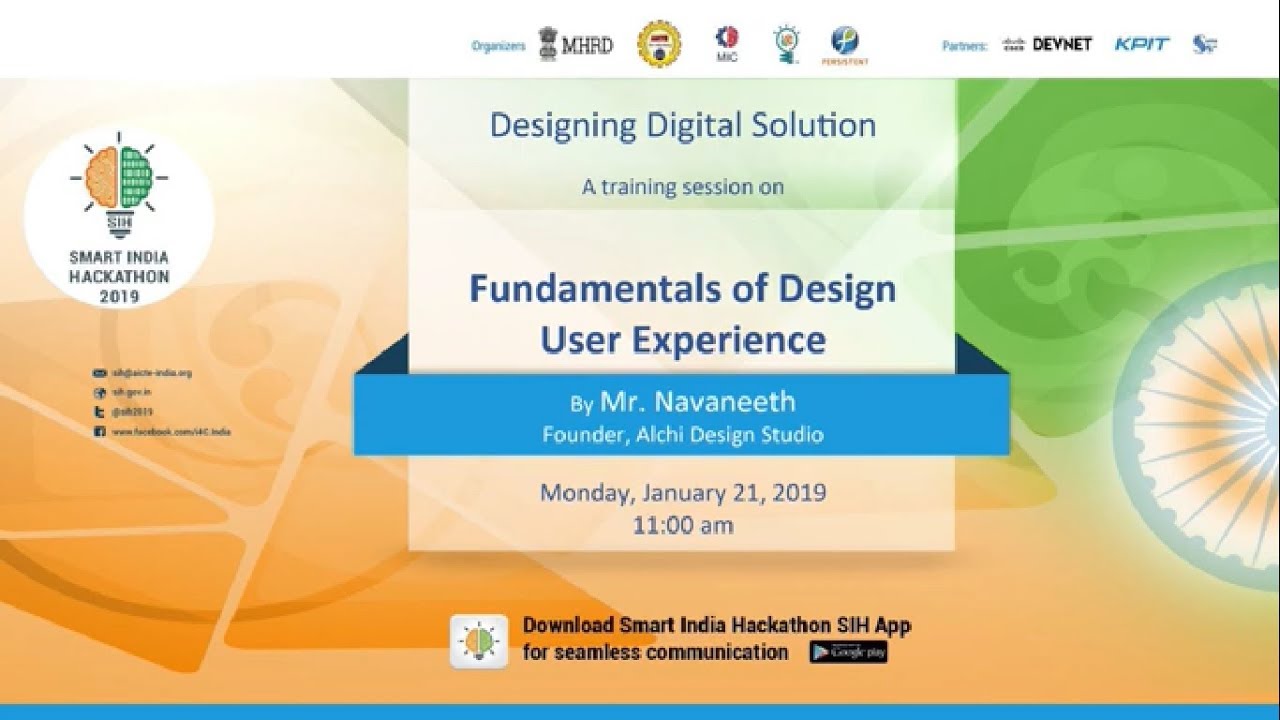 Organizers
MHRD
MIC
PERSISTENT
Partners:
CISCO DEVNET
KPIT
Designing Digital Solution
A training session on
Fundamentals of Design
User Experience
By Mr. Navaneeth
Founder, Alchi Design Studio
Monday, January 21, 2019
11:00 am
SIH
SMART INDIA
HACKATHON
2019
sih@aicte-india.org
sih.gov.in
@sih2019
www.facebook.com/i4C.India
Download Smart India Hackathon SIH App
for seamless communication
Google play